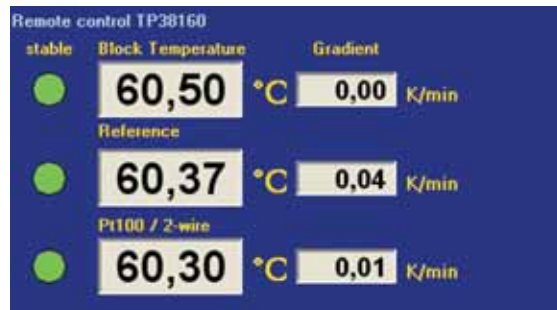 Remote control TP38160
stable Block Temperature Gradient
60,50 °C 0,00 K/min
Reference
60,37 °C 0,04 K/min
Pt100 / 2-wire
60,30 °C 0,01 K/min